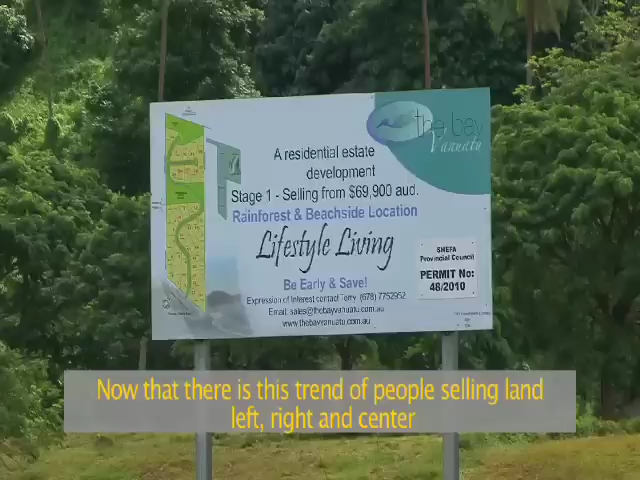 the bay
Vanuatu
A residential estate
development
Stage 1 - Selling from $69,900 aud.
Rainforest & Beachside Location
Lifestyle Living
Be Early & Save!
Expression of Interest contact Terry (678) 7752952
Email: sales@thebayvanuatu.com.au
www.thebayvanuatu.com.au
SHEFA
Provincial Council
PERMIT No:
48/2010
Now that there is this trend of people selling land
left, right and center